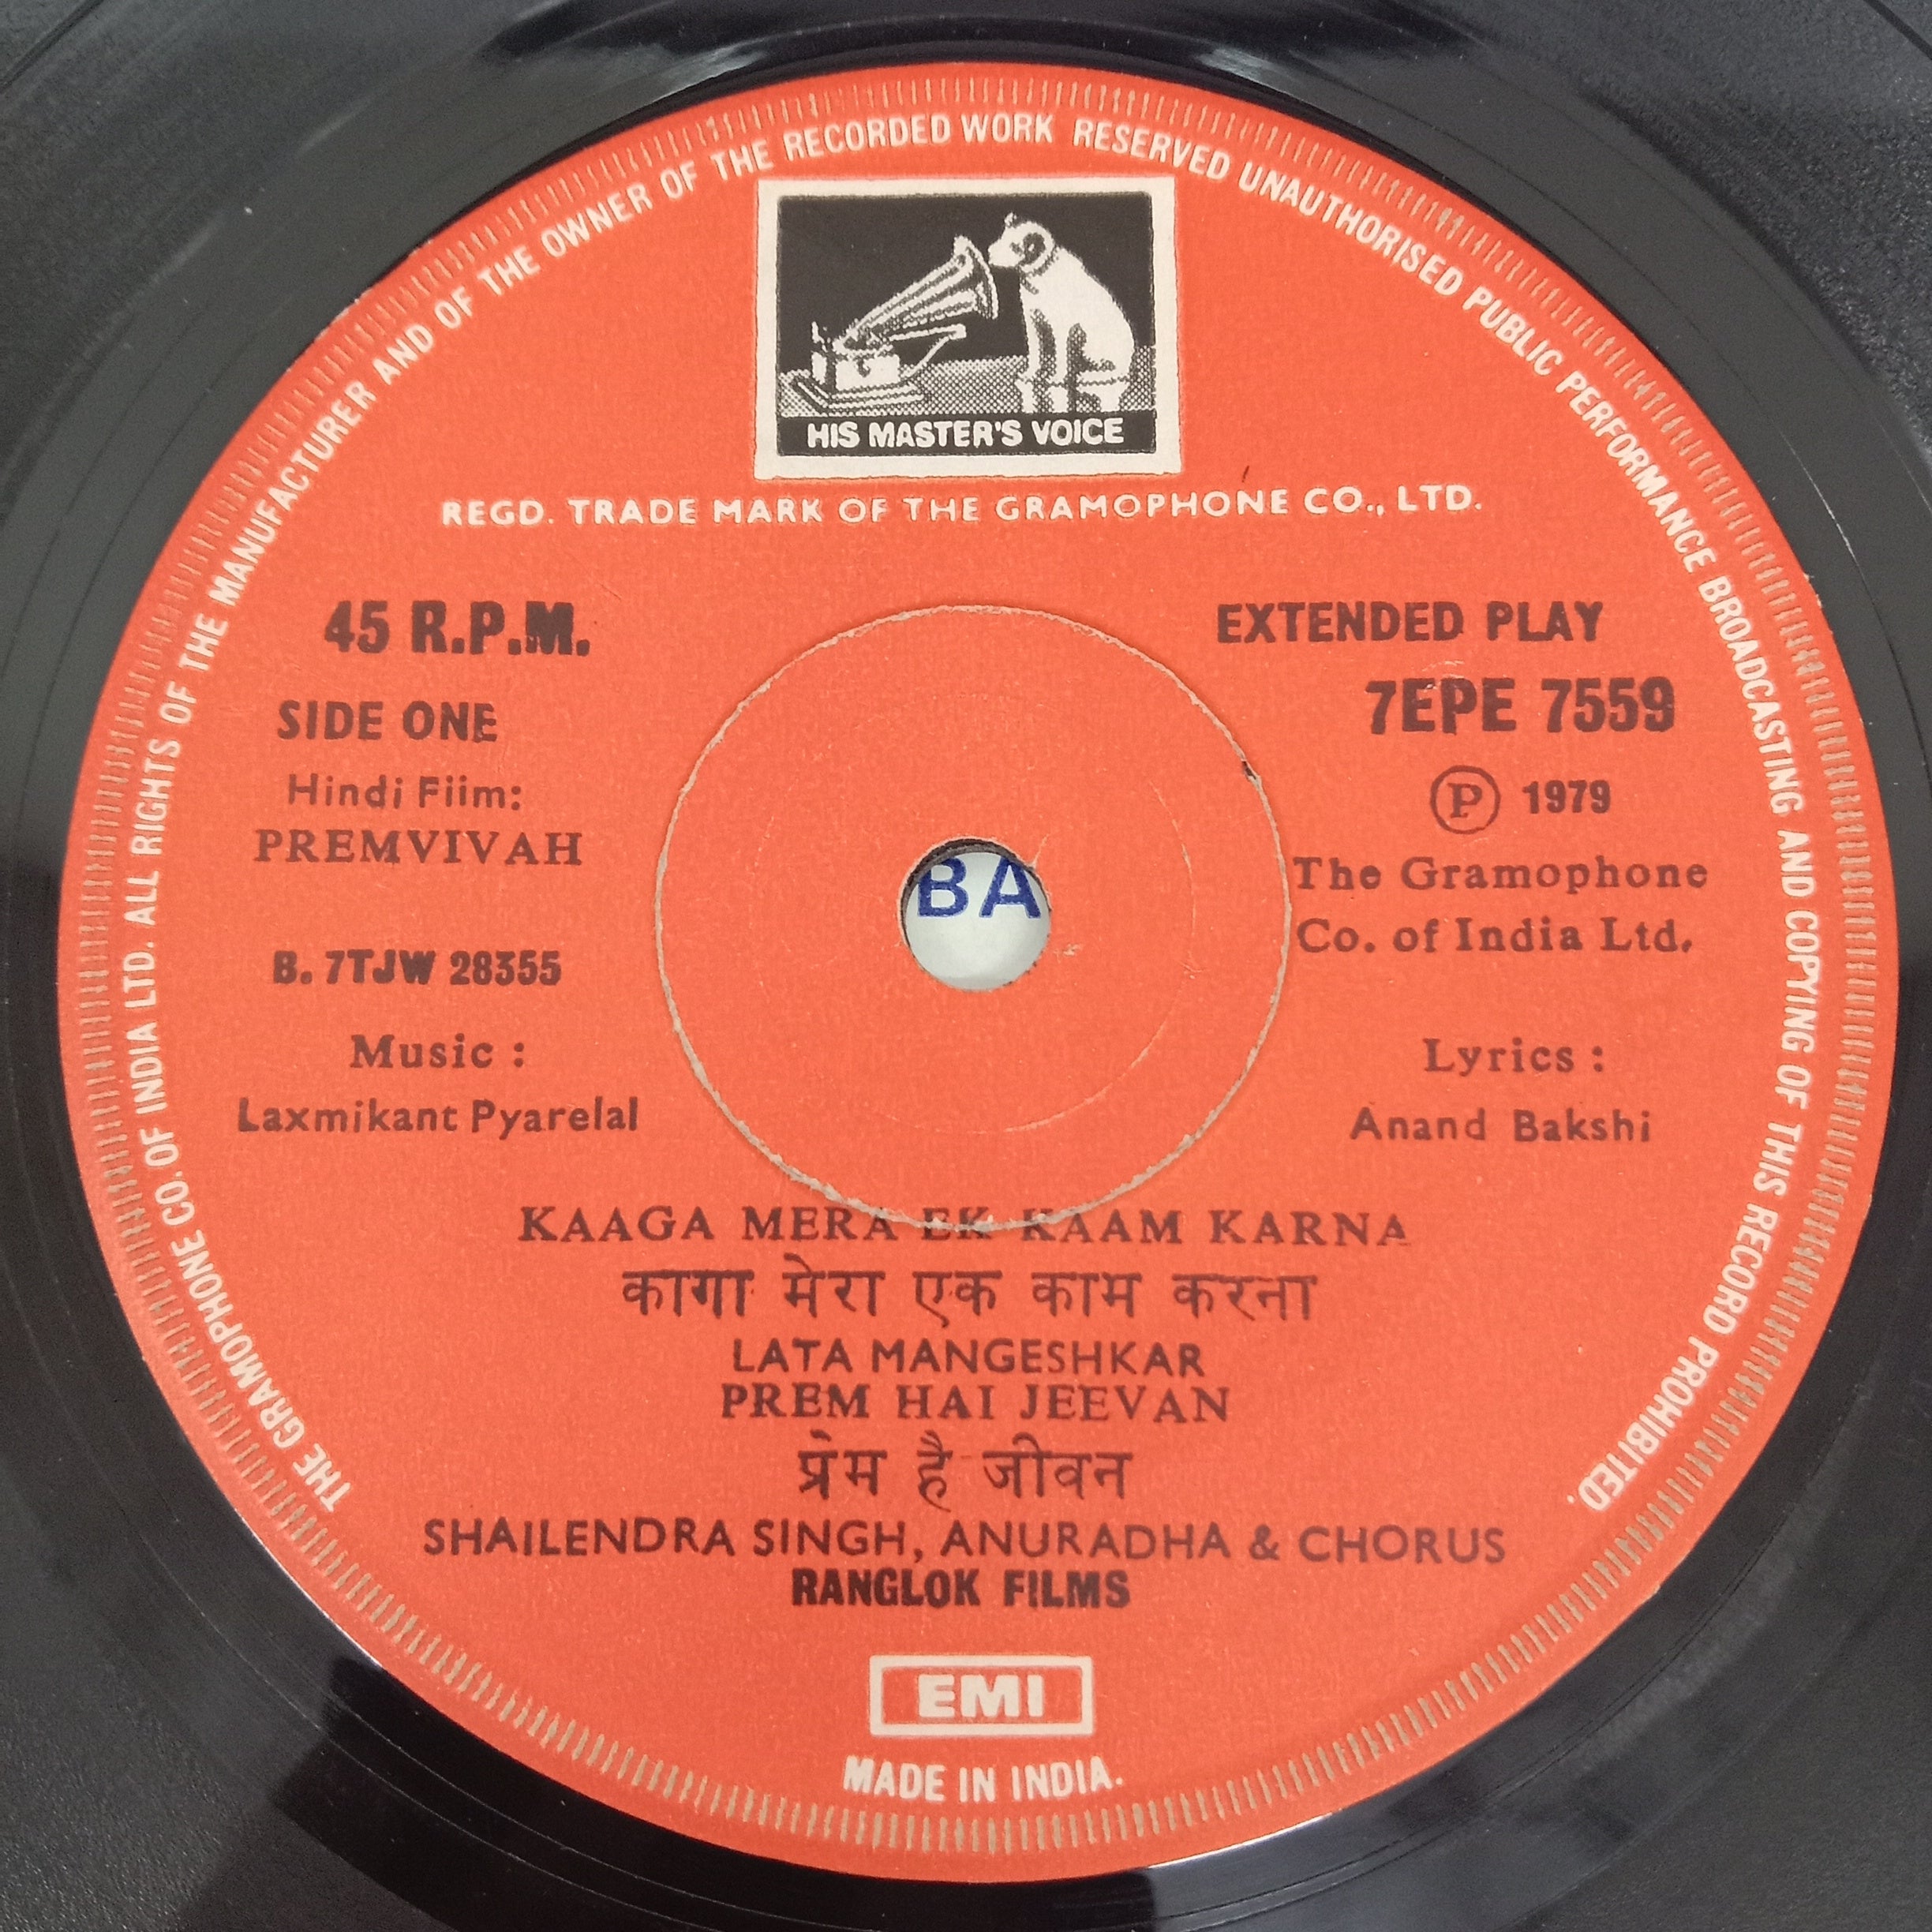 THE GRAMOPHONE CO. OF INDIA LTD. ALL RIGHTS OF THE MANUFACTURER AND OF THE OWNER OF THE RECORDED WORK RESERVED UNAUTHORISED PUBLIC PERFORMANCE BROADCASTING AND COPYING OF THIS RECORD PROHIBITED.
HIS MASTER'S VOICE
REGD. TRADE MARK OF THE GRAMOPHONE CO., LTD.
45 R.P.M.
SIDE ONE
Hindi Fiim:
PREMVIVAH
B. 7TJW 28355
Music :
Laxmikant Pyarelal
EXTENDED PLAY
7EPE 7559
Ⓟ 1979
The Gramophone
Co. of India Ltd.
Lyrics :
Anand Bakshi
BA
KAAGA MERA EK KAAM KARNA
कागा मेरा एक काम करना
LATA MANGESHKAR
PREM HAI JEEVAN
प्रेम है जीवन
SHAILENDRA SINGH, ANURADHA & CHORUS
RANGLOK FILMS
EMI
MADE IN INDIA.